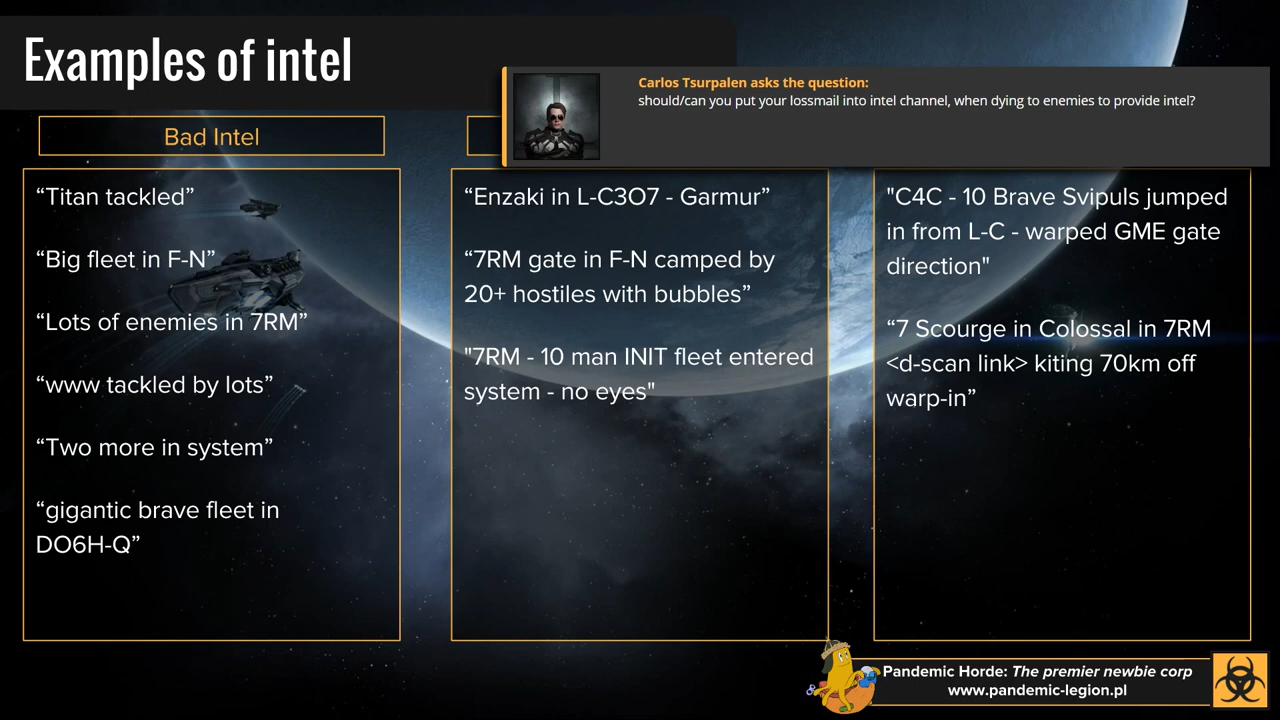 Examples of intel
Carlos Tsurpalen asks the question:
should/can you put your lossmail into intel channel, when dying to enemies to provide intel?
Bad Intel
“Titan tackled”
“Big fleet in F-N”
“Lots of enemies in 7RM”
“www tackled by lots”
“Two more in system”
“gigantic brave fleet in
DO6H-Q”
“Enzaki in L-C3O7 - Garmur”
“7RM gate in F-N camped by
20+ hostiles with bubbles”
"7RM - 10 man INIT fleet entered
system - no eyes"
"C4C - 10 Brave Svipuls jumped
in from L-C - warped GME gate
direction"
“7 Scourge in Colossal in 7RM
<d-scan link> kiting 70km off
warp-in”
Pandemic Horde: The premier newbie corp
www.pandemic-legion.pl